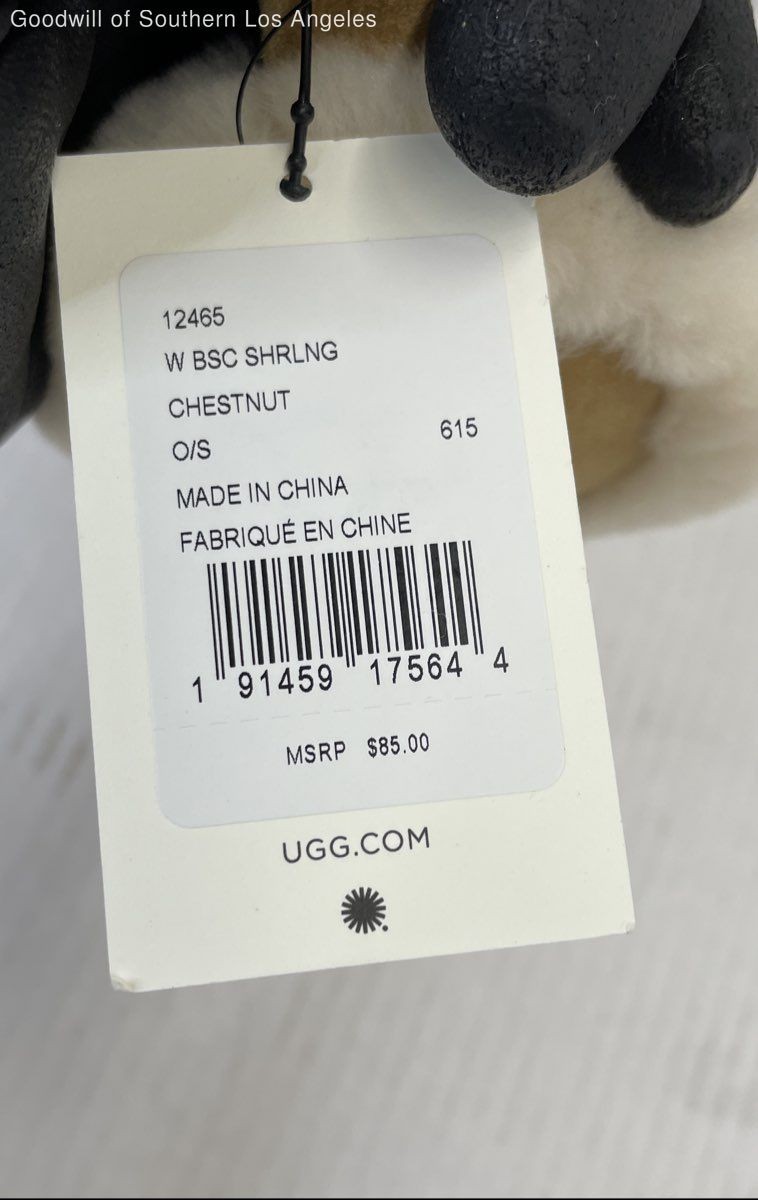 Goodwill of Southern Los Angeles
12465
W BSC SHRLNG
CHESTNUT
O/S 615
MADE IN CHINA
FABRIQUÉ EN CHINE
1 91459 17564 4
MSRP $85.00
UGG.COM